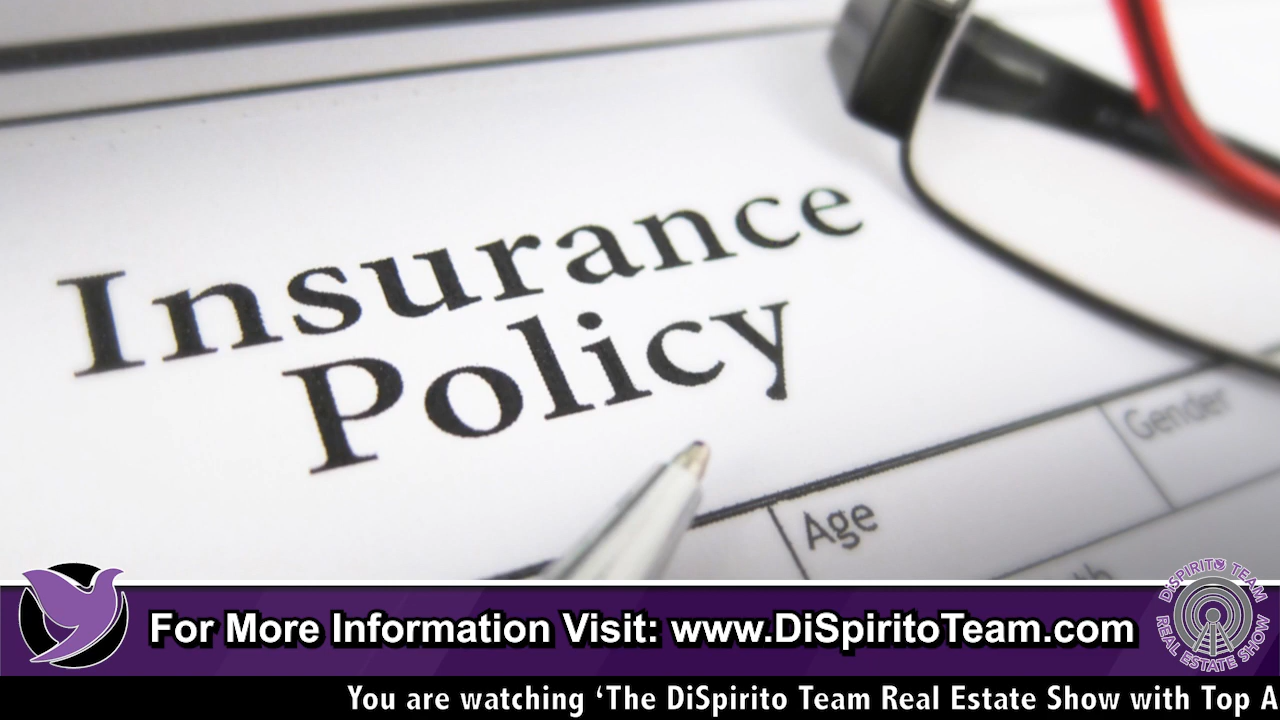 Insurance
Policy
Age
Gender
For More Information Visit: www.DiSpiritoTeam.com
DiSPIRITO TEAM
REAL ESTATE SHOW
You are watching ‘The DiSpirito Team Real Estate Show with Top A